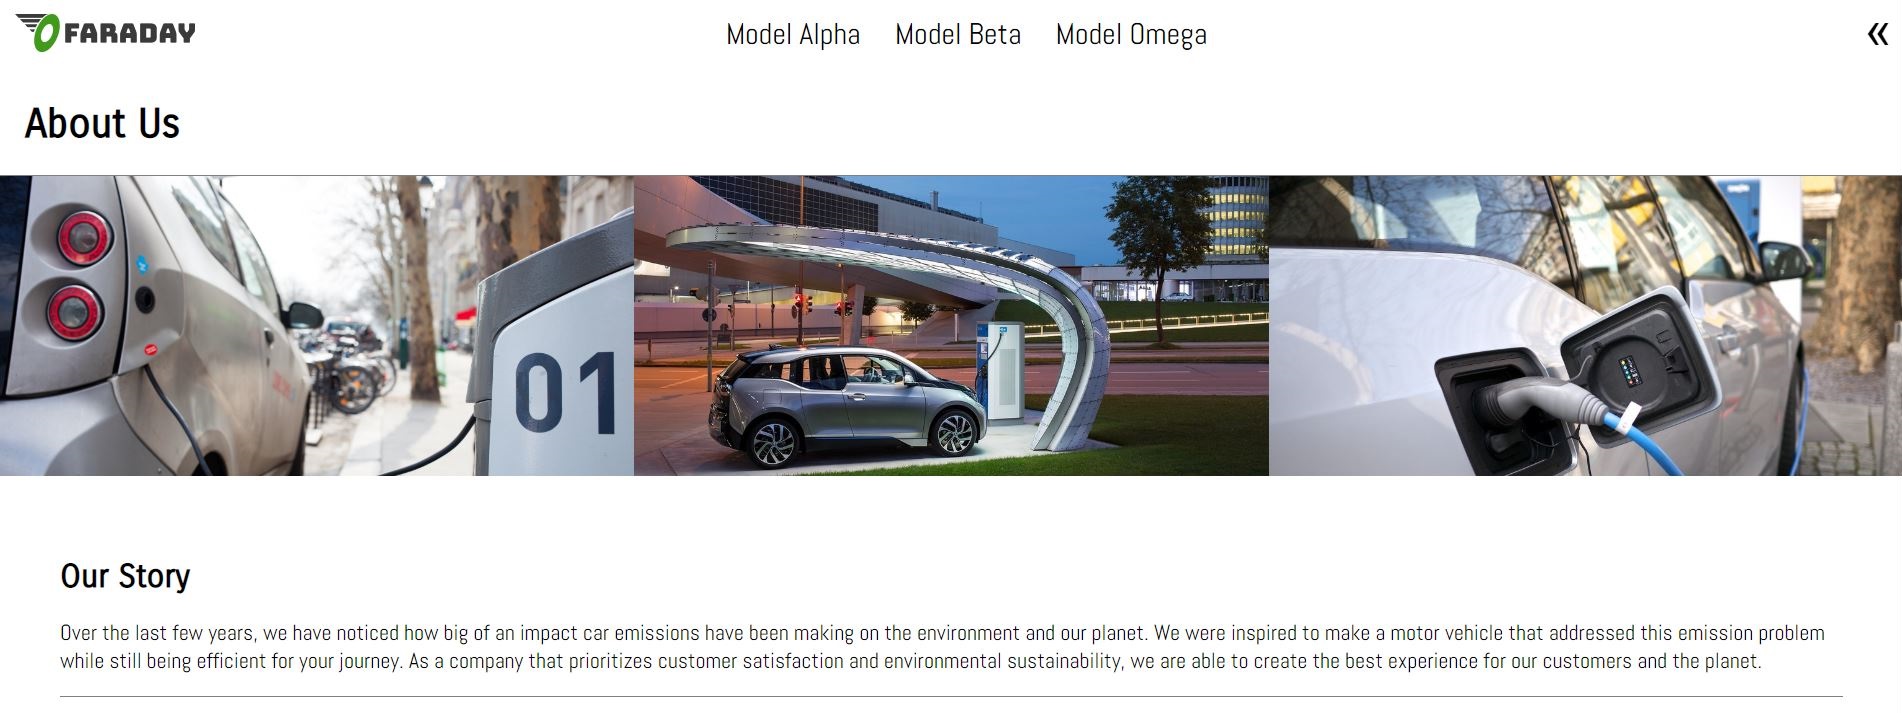 FARADAY
Model Alpha Model Beta Model Omega
«
About Us
01
Our Story
Over the last few years, we have noticed how big of an impact car emissions have been making on the environment and our planet. We were inspired to make a motor vehicle that addressed this emission problem
while still being efficient for your journey. As a company that prioritizes customer satisfaction and environmental sustainability, we are able to create the best experience for our customers and the planet.